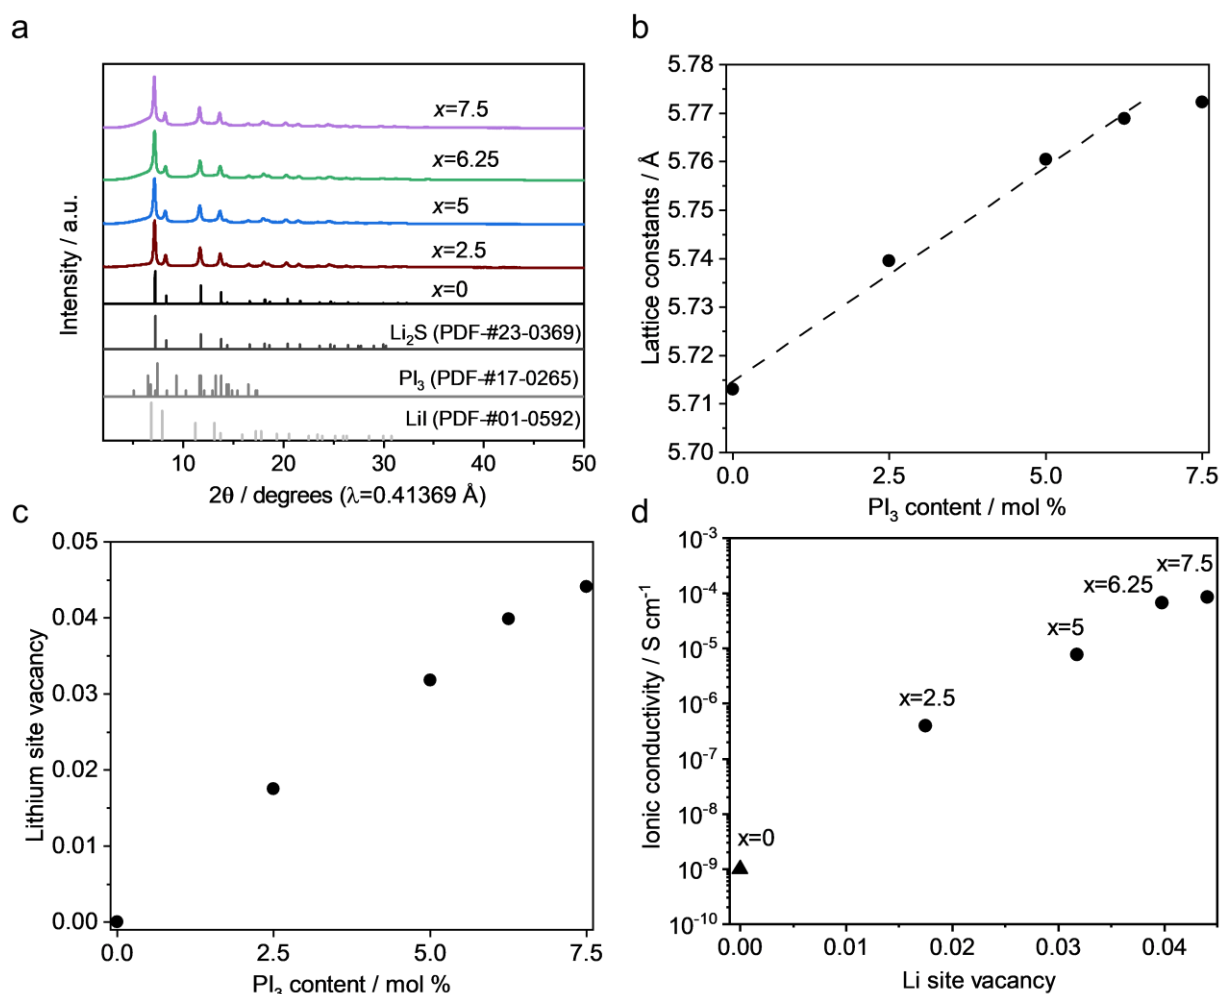 a
Intensity / a.u.
x=7.5
x=6.25
x=5
x=2.5
x=0
Li₂S (PDF-#23-0369)
PI₃ (PDF-#17-0265)
LiI (PDF-#01-0592)
10 20 30 40 50
2θ / degrees (λ=0.41369 Å)
b
Lattice constants / Å
5.78
5.77
5.76
5.75
5.74
5.73
5.72
5.71
5.70
0.0 2.5 5.0 7.5
PI₃ content / mol %
c
Lithium site vacancy
0.05
0.04
0.03
0.02
0.01
0.00
0.0 2.5 5.0 7.5
PI₃ content / mol %
d
Ionic conductivity / S cm⁻¹
10⁻³
10⁻⁴
10⁻⁵
10⁻⁶
10⁻⁷
10⁻⁸
10⁻⁹
10⁻¹⁰
x=7.5
x=6.25
x=5
x=2.5
x=0
0.00 0.01 0.02 0.03 0.04
Li site vacancy